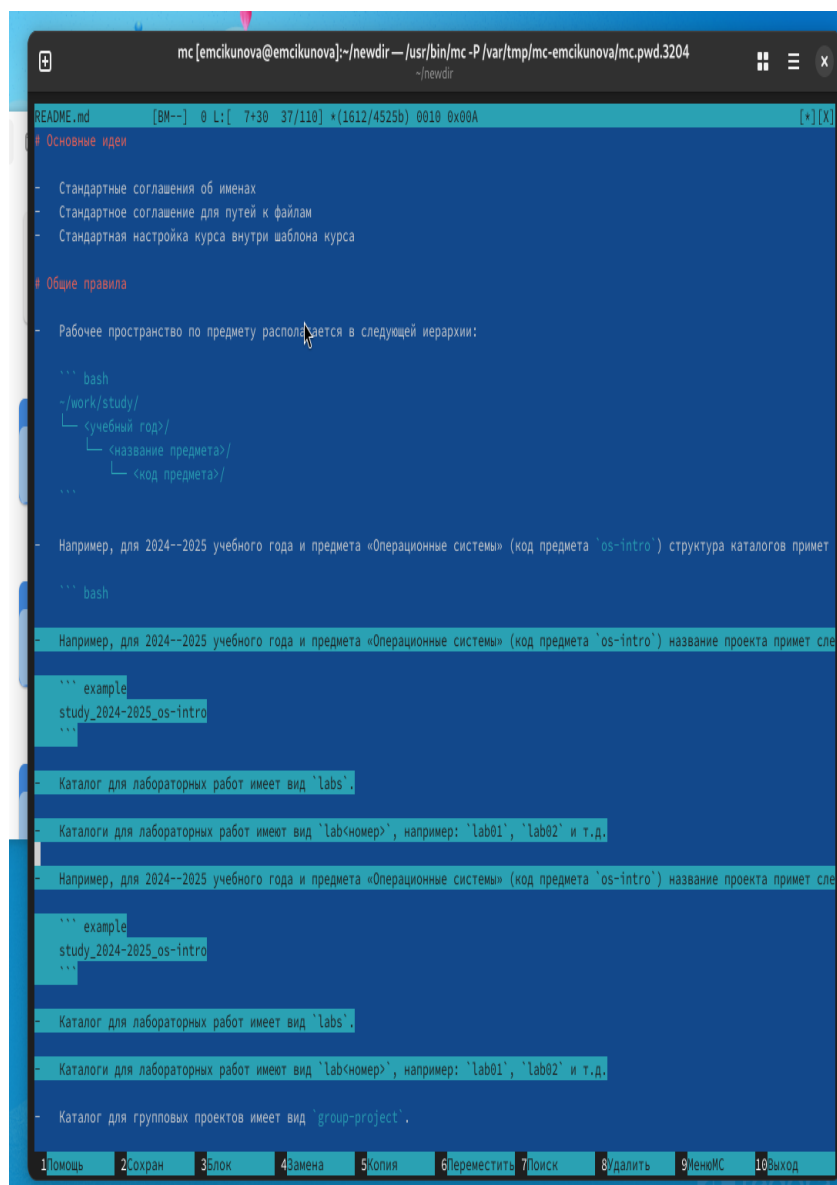 mc [emcikunova@emcikunova]:~/newdir — /usr/bin/mc -P /var/tmp/mc-emcikunova/mc.pwd.3204
~/newdir
README.md [BM--] 0 L:[ 7+30 37/110] *(1612/4525b) 0010 0x00A [*][X]
# Основные идеи
- Стандартные соглашения об именах
- Стандартное соглашение для путей к файлам
- Стандартная настройка курса внутри шаблона курса
# Общие правила
- Рабочее пространство по предмету располагается в следующей иерархии:
``` bash
~/work/study/
└── <учебный год>/
└── <название предмета>/
└── <код предмета>/
```
- Например, для 2024--2025 учебного года и предмета «Операционные системы» (код предмета `os-intro`) структура каталогов примет
``` bash
- Например, для 2024--2025 учебного года и предмета «Операционные системы» (код предмета `os-intro`) название проекта примет сле
``` example
study_2024-2025_os-intro
```
- Каталог для лабораторных работ имеет вид `labs`.
- Каталоги для лабораторных работ имеют вид `lab<номер>`, например: `lab01`, `lab02` и т.д.
- Например, для 2024--2025 учебного года и предмета «Операционные системы» (код предмета `os-intro`) название проекта примет сле
``` example
study_2024-2025_os-intro
```
- Каталог для лабораторных работ имеет вид `labs`.
- Каталоги для лабораторных работ имеют вид `lab<номер>`, например: `lab01`, `lab02` и т.д.
- Каталог для групповых проектов имеет вид `group-project`.
1Помощь 2Сохран 3Блок 4Замена 5Копия 6Переместить 7Поиск 8Удалить 9МенюМС 10Выход